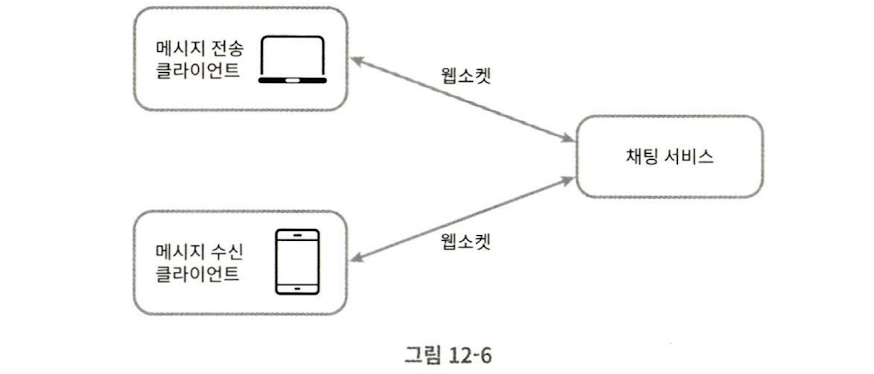 메시지 전송
클라이언트
웹소켓
채팅 서비스
메시지 수신
클라이언트
웹소켓
그림 12-6